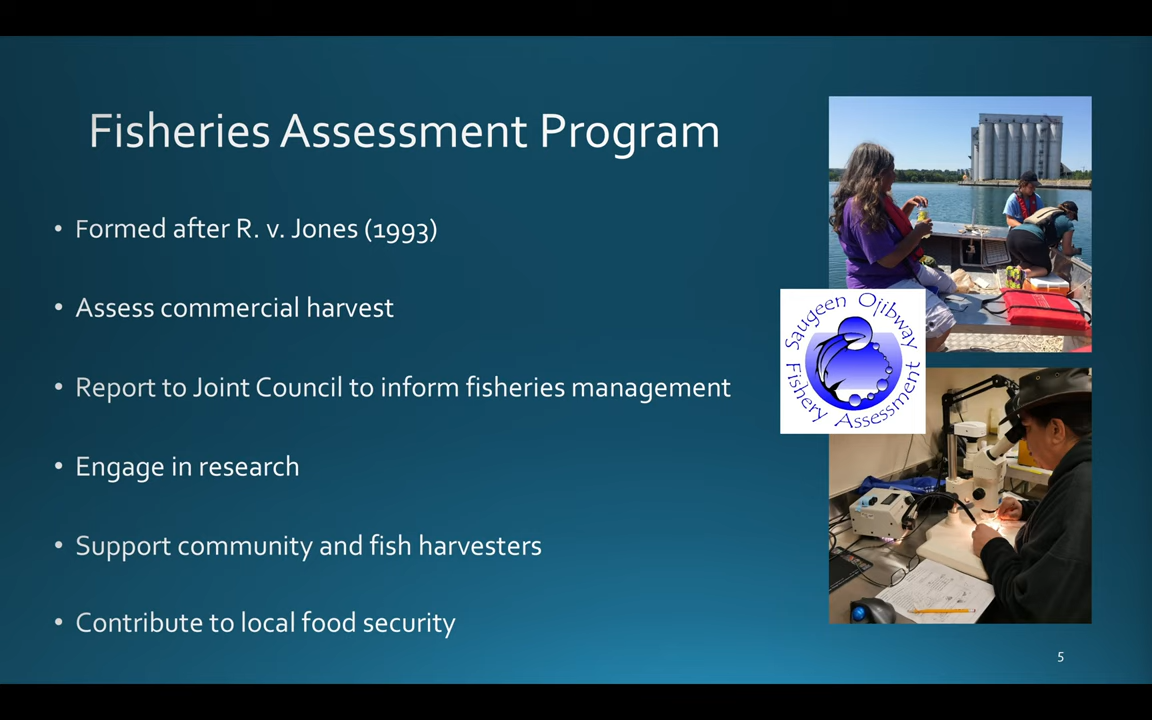 Fisheries Assessment Program
• Formed after R. v. Jones (1993)
• Assess commercial harvest
• Report to Joint Council to inform fisheries management
• Engage in research
• Support community and fish harvesters
• Contribute to local food security
Saugeen Ojibway
Fishery Assessment
5